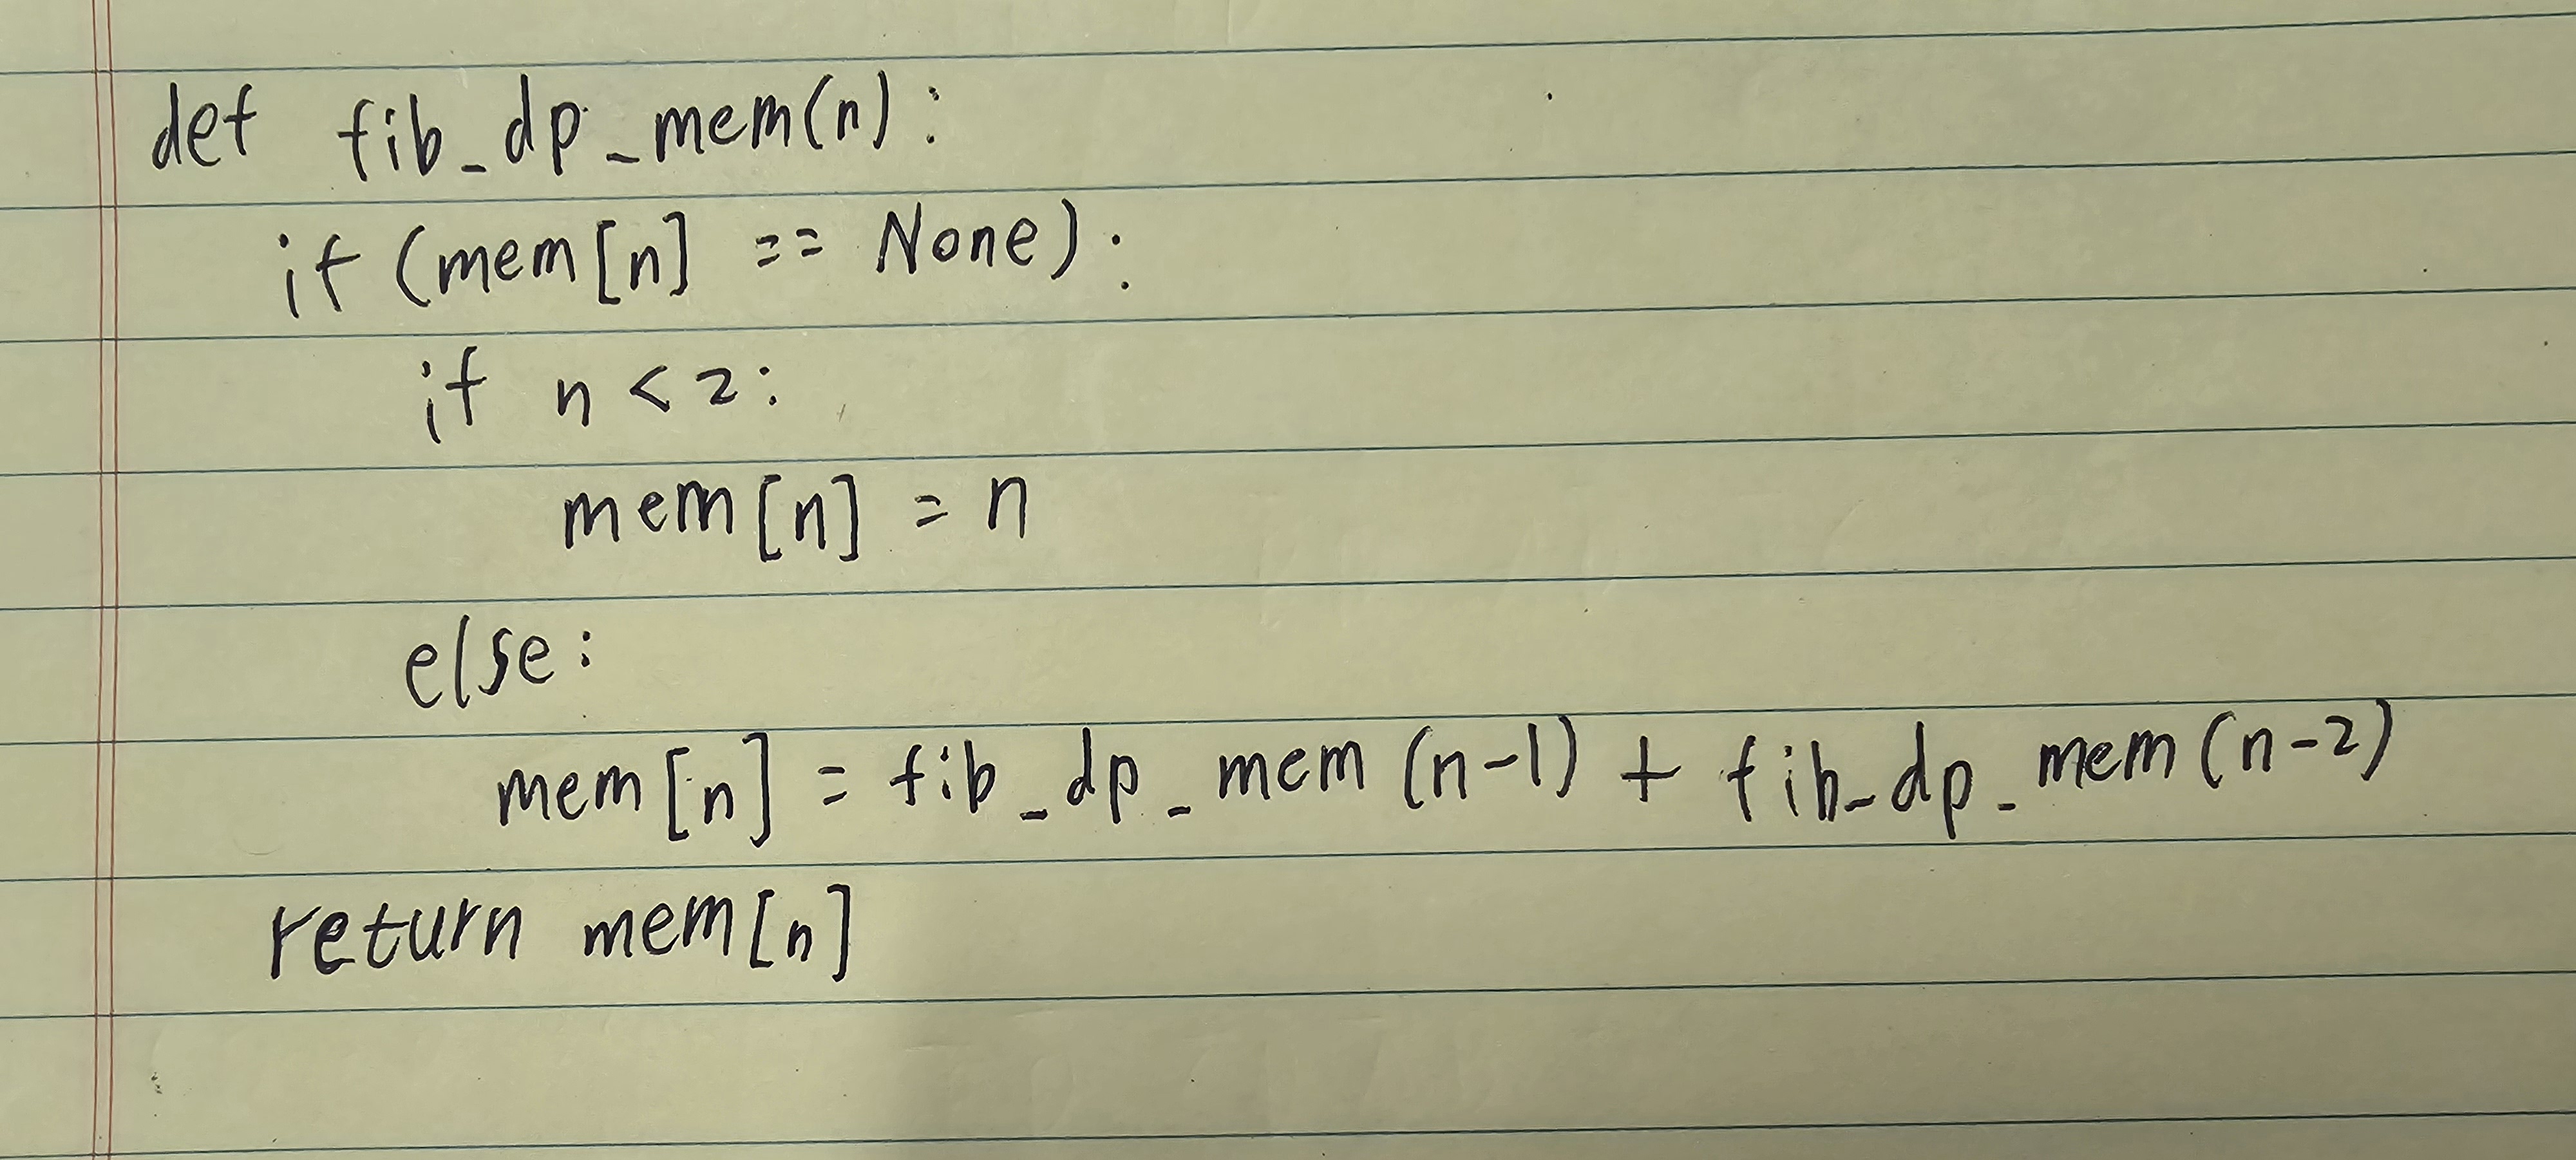 def fib_dp_mem(n):
if (mem[n] == None):
if n < 2:
mem[n] = n
else:
mem[n] = fib_dp_mem(n-1) + fib_dp_mem(n-2)
return mem[n]